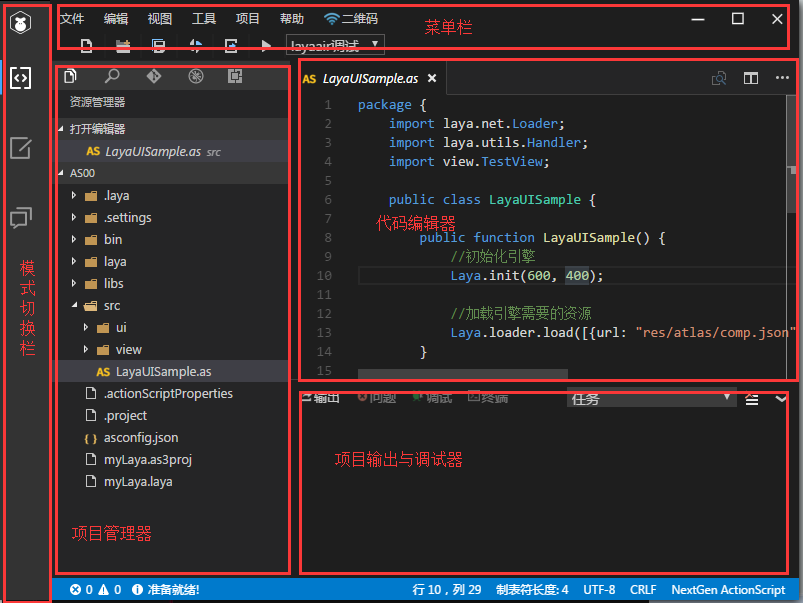 文件 编辑 视图 工具 项目 帮助 二维码
菜单栏
layaair调试
模式切换栏
资源管理器
打开编辑器
AS LayaUISample.as src
AS00
.laya
.settings
bin
laya
libs
src
ui
view
AS LayaUISample.as
.actionScriptProperties
.project
{ } asconfig.json
myLaya.as3proj
myLaya.laya
项目管理器
AS LayaUISample.as
1 package {
2 import laya.net.Loader;
3 import laya.utils.Handler;
4 import view.TestView;
5
6 public class LayaUISample {
7
代码编辑器
8 public function LayaUISample() {
9 //初始化引擎
10 Laya.init(600, 400);
11
12 //加载引擎需要的资源
13 Laya.loader.load([{url: "res/atlas/comp.json"
14 }
15
输出 问题 调试 终端 任务
项目输出与调试器
0 0 准备就绪! 行 10，列 29 制表符长度: 4 UTF-8 CRLF NextGen ActionScript